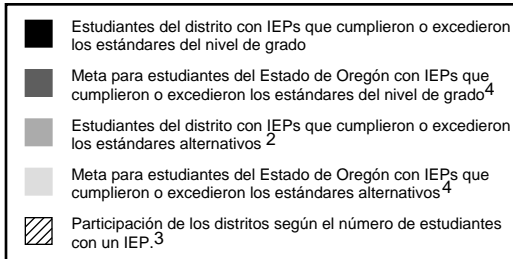 Estudiantes del distrito con IEPs que cumplieron o excedieron
los estándares del nivel de grado
Meta para estudiantes del Estado de Oregón con IEPs que
cumplieron o excedieron los estándares del nivel de grado4
Estudiantes del distrito con IEPs que cumplieron o excedieron
los estándares alternativos 2
Meta para estudiantes del Estado de Oregón con IEPs que
cumplieron o excedieron los estándares alternativos4
Participación de los distritos según el número de estudiantes
con un IEP.3